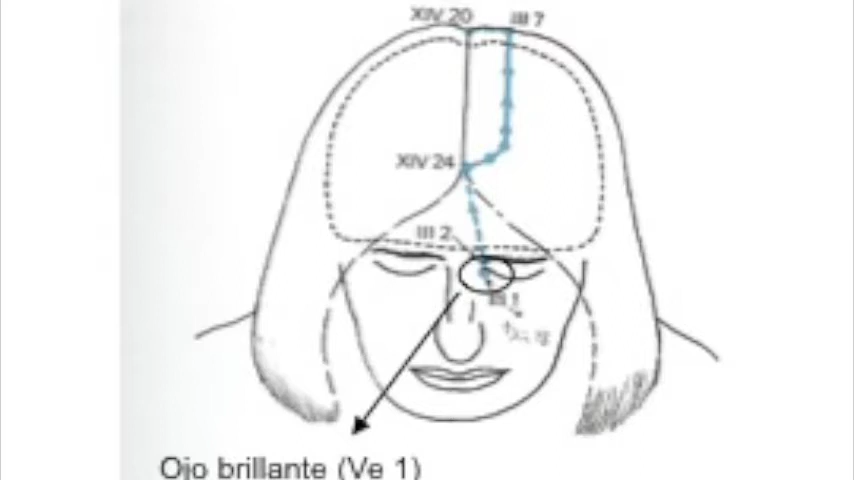 XIV 20
III 7
XIV 24
III 2
III 1
Ojo brillante (Ve 1)